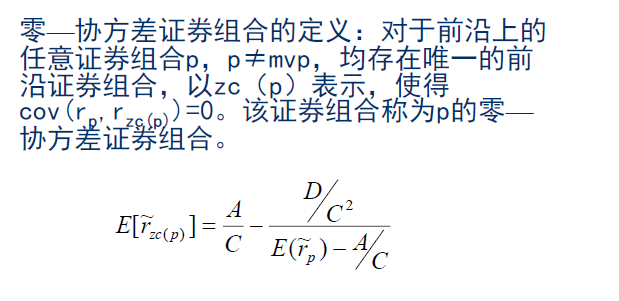 零—协方差证券组合的定义：对于前沿上的
任意证券组合p，p≠mvp，均存在唯一的前
沿证券组合，以zc（p）表示，使得
cov(r_p,r_{zc(p)})=0。该证券组合称为p的零—
协方差证券组合。
E[\tilde{r}_{zc(p)}] = \frac{A}{C} - \frac{D/C^2}{E(\tilde{r}_p) - A/C}